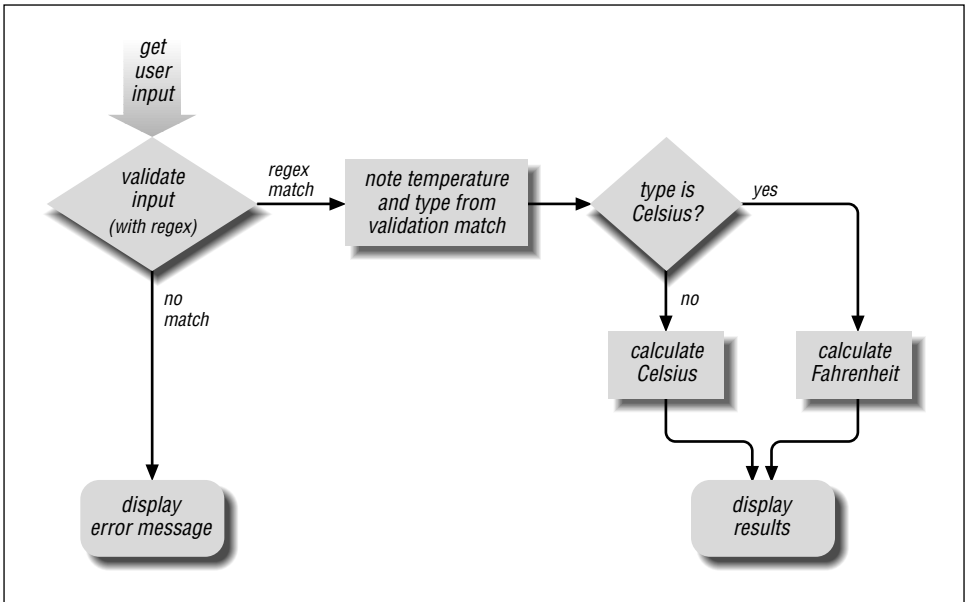 get
user
input
validate
input
(with regex)
regex
match
note temperature
and type from
validation match
type is
Celsius?
yes
no
match
no
calculate
Celsius
calculate
Fahrenheit
display
error message
display
results